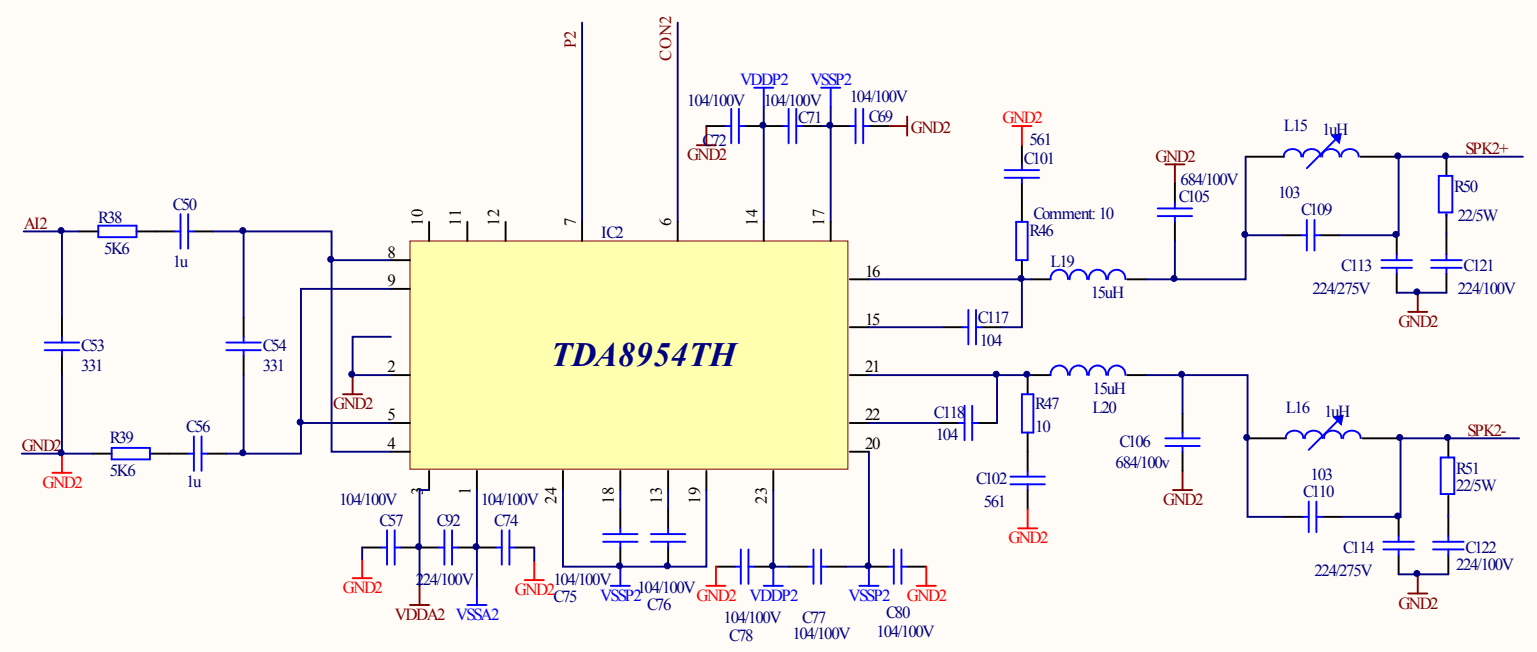 P2
CON2
VDDP2
VSSP2
104/100V
104/100V
104/100V
C72
C71
C69
GND2
GND2
GND2
561
C101
Comment: 10
R46
GND2
684/100V
C105
L15
1uH
SPK2+
R50
22/5W
103
C109
C113
224/275V
C121
224/100V
GND2
AI2
R38
5K6
C50
1u
C53
331
C54
331
GND2
R39
5K6
C56
1u
GND2
10
11
12
7
6
14
17
IC2
8
9
2
5
4
GND2
TDA8954TH
16
15
21
22
20
L19
15uH
C117
104
15uH
L20
C118
104
R47
10
C102
561
GND2
C106
684/100v
GND2
L16
1uH
SPK2-
R51
22/5W
103
C110
C114
224/275V
C122
224/100V
GND2
3
1
24
18
13
19
23
104/100V
C57
C92
104/100V
C74
GND2
224/100V
GND2
VDDA2
VSSA2
104/100V
C75
VSSP2
104/100V
C76
GND2
VDDP2
104/100V
C78
C77
104/100V
VSSP2
C80
104/100V
GND2